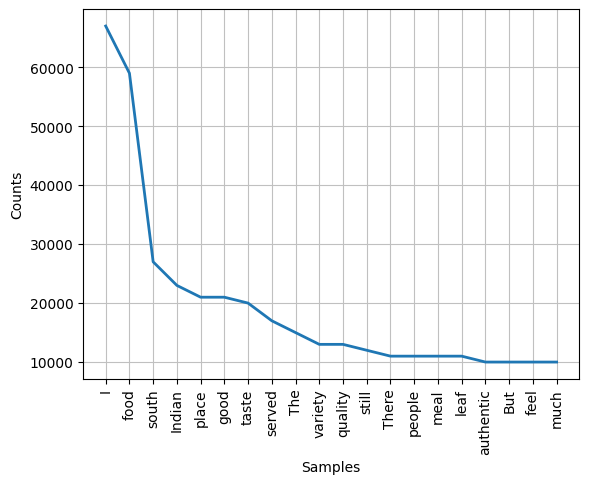 60000
50000
40000
30000
20000
10000
Counts
I
food
south
Indian
place
good
taste
served
The
variety
quality
still
There
people
meal
leaf
authentic
But
feel
much
Samples